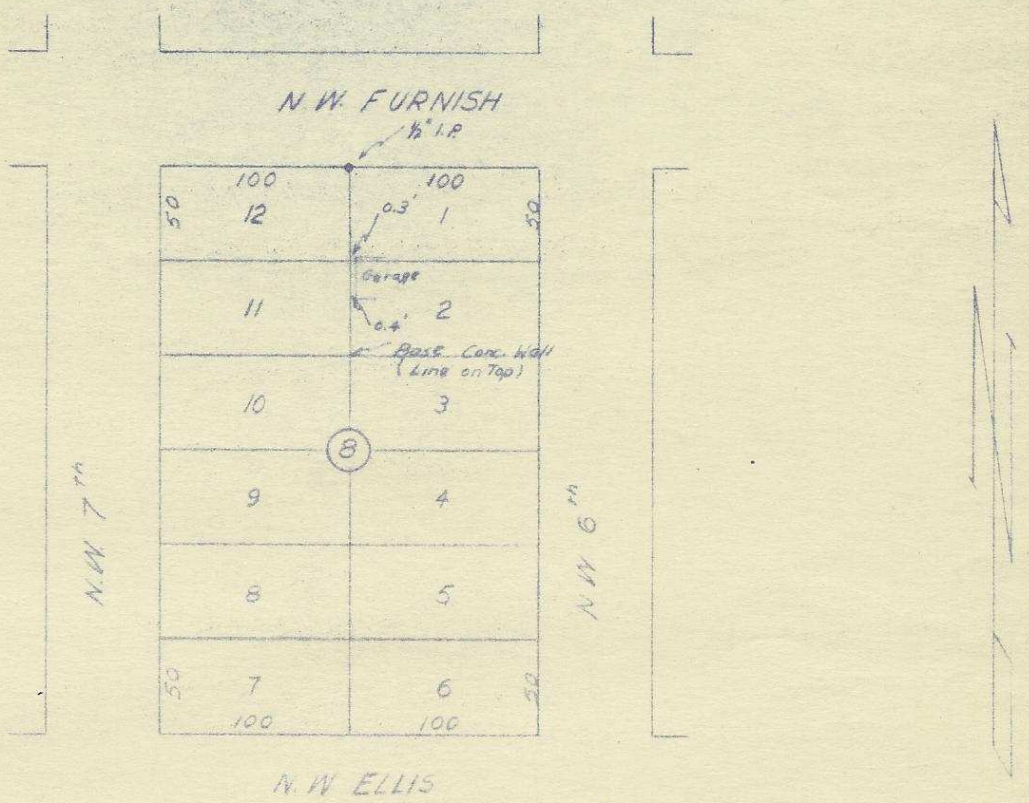 N.W. FURNISH
½" I.P.
100 100
50 12 0.3' 1 50
Garage
11 2
0.4'
Base Conc. Wall
(Line on Top)
10 3
8
9 4
N.W. 7th
N W 6th
8 5
50 7 6 50
100 100
N.W ELLIS